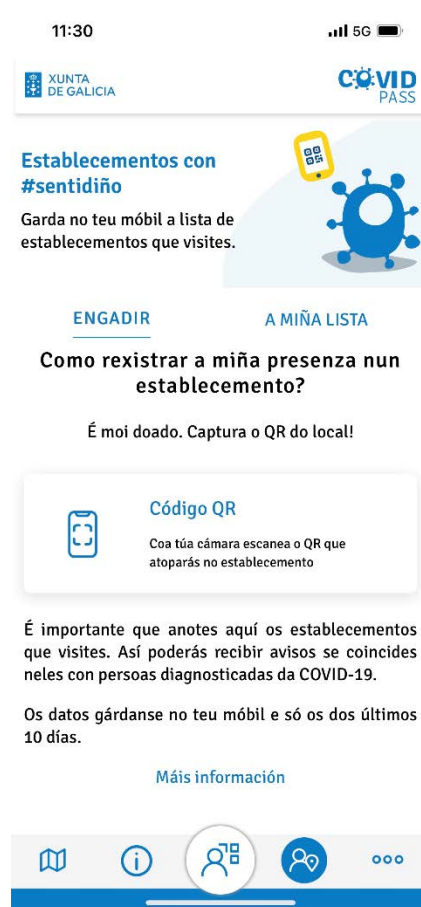 11:30
5G
XUNTA
DE GALICIA
COVID
PASS
Establecementos con
#sentidiño
Garda no teu móbil a lista de
establecementos que visites.
ENGADIR
A MIÑA LISTA
Como rexistrar a miña presenza nun
establecemento?
É moi doado. Captura o QR do local!
Código QR
Coa túa cámara escanea o QR que
atoparás no establecemento
É importante que anotes aquí os establecementos
que visites. Así poderás recibir avisos se coincides
neles con persoas diagnosticadas da COVID-19.
Os datos gárdanse no teu móbil e só os dos últimos
10 días.
Máis información